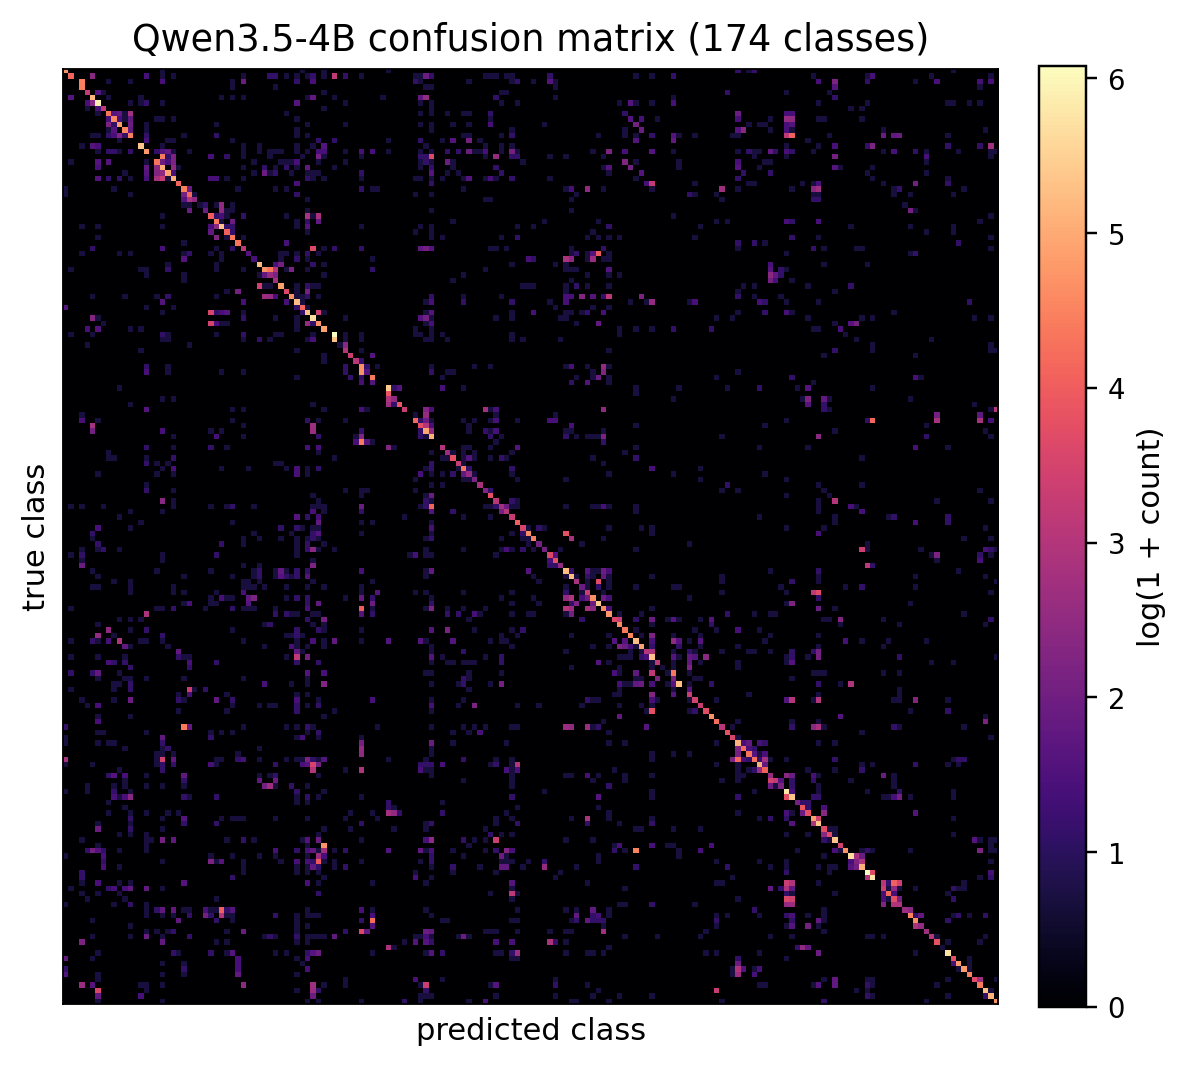 Qwen3.5-4B confusion matrix (174 classes)
true class
predicted class
6
5
4
3
2
1
0
log(1 + count)